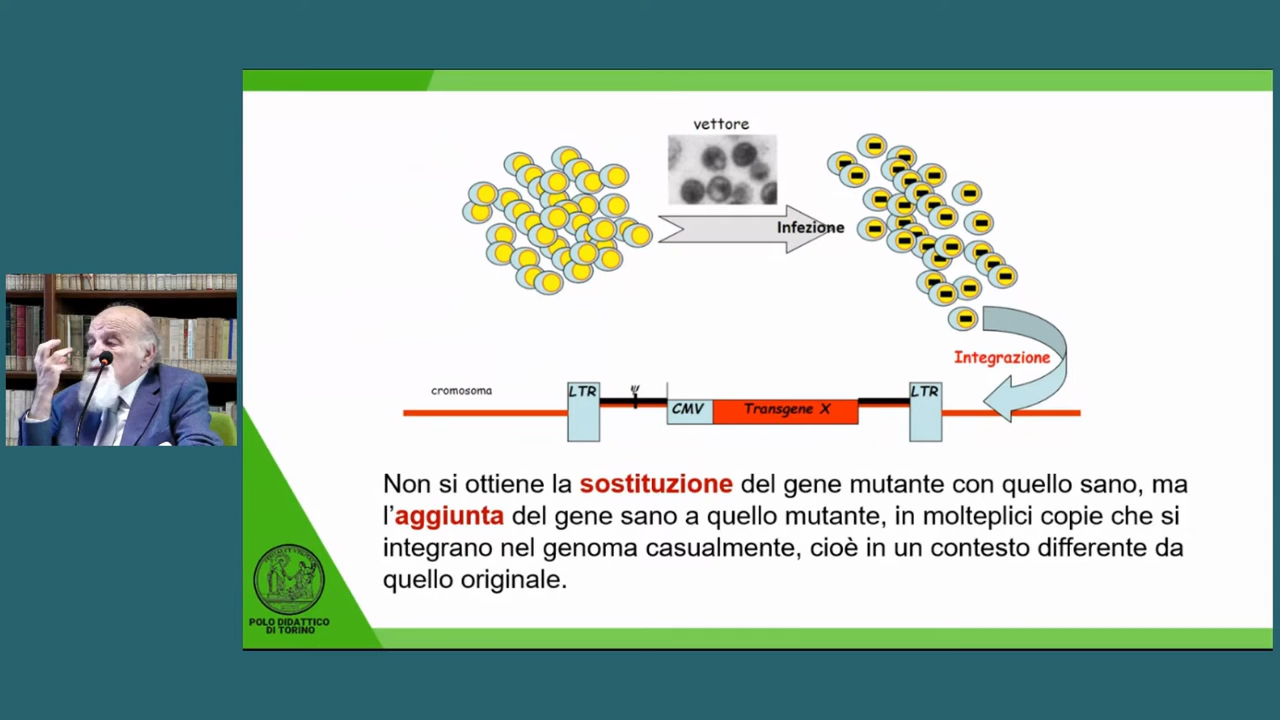 vettore
Infezione
Integrazione
cromosoma
LTR
ψ
CMV
Transgene X
LTR
Non si ottiene la sostituzione del gene mutante con quello sano, ma
l'aggiunta del gene sano a quello mutante, in molteplici copie che si
integrano nel genoma casualmente, cioè in un contesto differente da
quello originale.
POLO DIDATTICO
DI TORINO